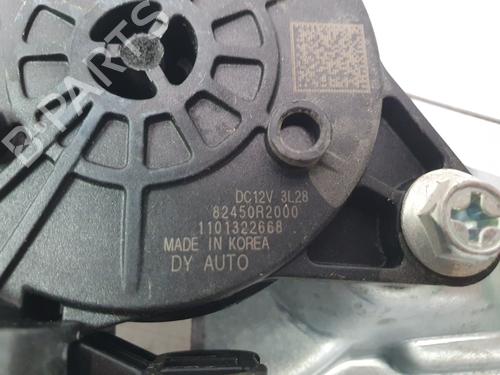 B-PARTS
DC12V 3L28
82450R2000
1101322668
MADE IN KOREA
DY AUTO